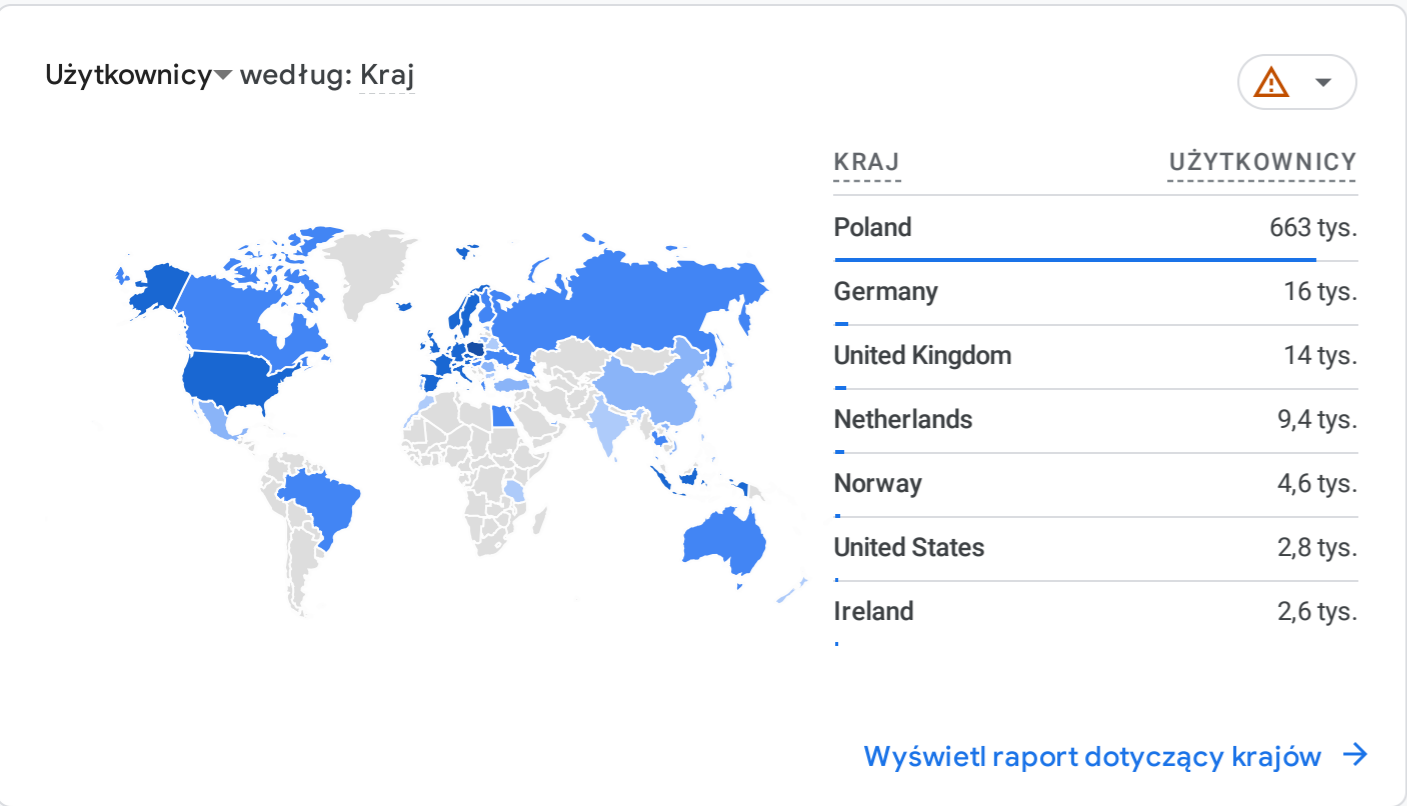 Użytkownicy według: Kraj
KRAJ UŻYTKOWNICY
Poland 663 tys.
Germany 16 tys.
United Kingdom 14 tys.
Netherlands 9,4 tys.
Norway 4,6 tys.
United States 2,8 tys.
Ireland 2,6 tys.
Wyświetl raport dotyczący krajów